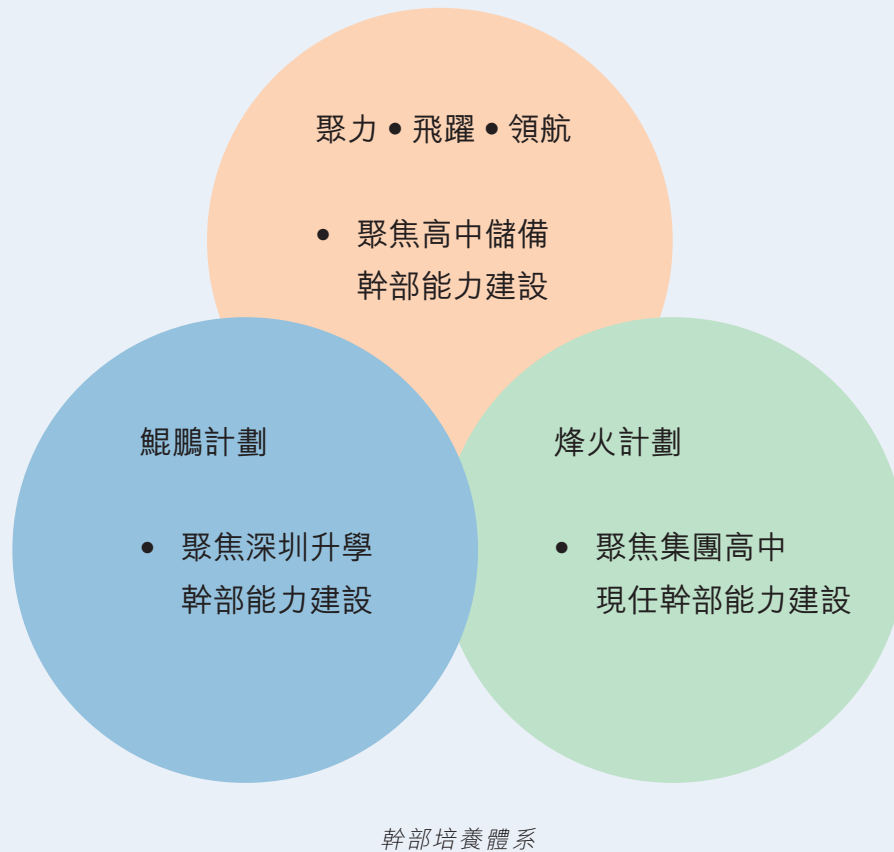 聚力•飛躍•領航
• 聚焦高中儲備
幹部能力建設
鯤鵬計劃
• 聚焦深圳升學
幹部能力建設
烽火計劃
• 聚焦集團高中
現任幹部能力建設
幹部培養體系